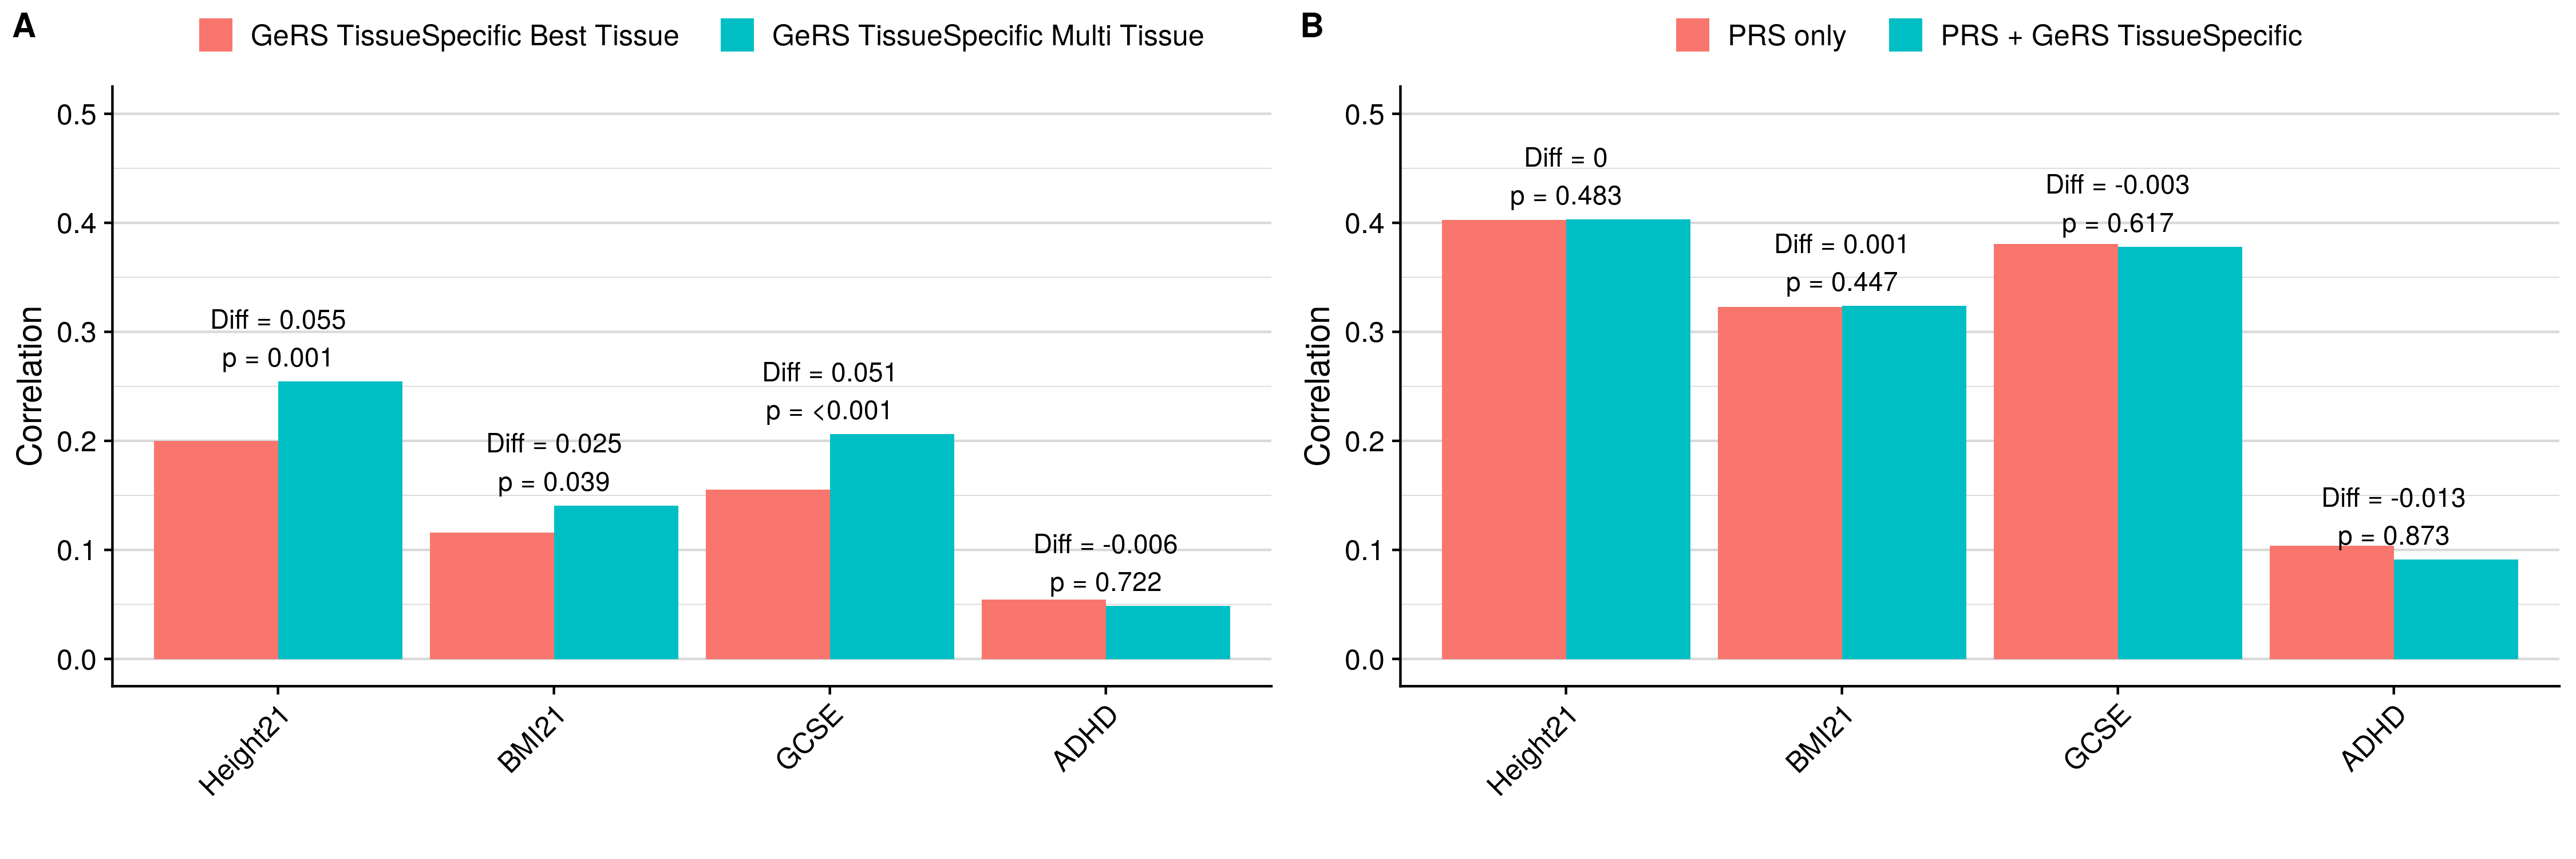 A
GeRS TissueSpecific Best Tissue
GeRS TissueSpecific Multi Tissue
Correlation
0.5
0.4
0.3
0.2
0.1
0.0
Diff = 0.055
p = 0.001
Diff = 0.025
p = 0.039
Diff = 0.051
p = <0.001
Diff = -0.006
p = 0.722
Height21
BMI21
GCSE
ADHD
B
PRS only
PRS + GeRS TissueSpecific
Correlation
0.5
0.4
0.3
0.2
0.1
0.0
Diff = 0
p = 0.483
Diff = 0.001
p = 0.447
Diff = -0.003
p = 0.617
Diff = -0.013
p = 0.873
Height21
BMI21
GCSE
ADHD